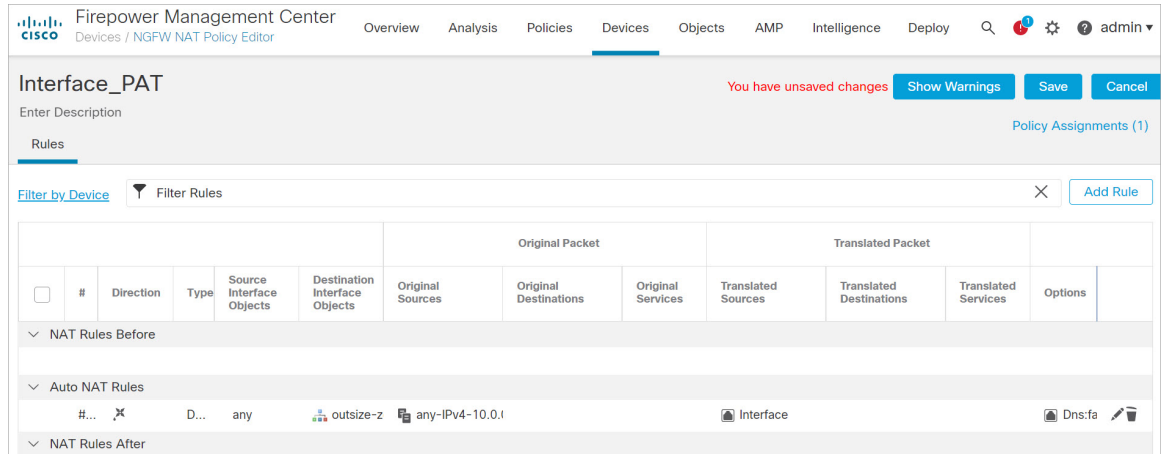 Firepower Management Center
CISCO Devices / NGFW NAT Policy Editor Overview Analysis Policies Devices Objects AMP Intelligence Deploy 1 admin
Interface_PAT
You have unsaved changes Show Warnings Save Cancel
Enter Description
Policy Assignments (1)
Rules
Filter by Device Filter Rules Add Rule
Original Packet Translated Packet
# Direction Type Source Interface Objects Destination Interface Objects Original Sources Original Destinations Original Services Translated Sources Translated Destinations Translated Services Options
NAT Rules Before
Auto NAT Rules
#... D... any outsize-z any-IPv4-10.0.( Interface Dns:fa
NAT Rules After